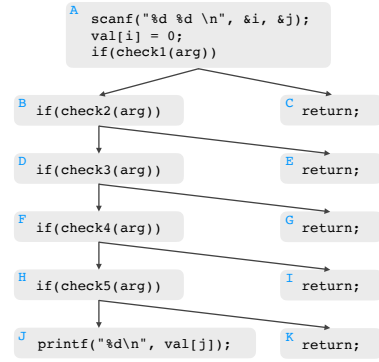 A
scanf("%d %d \n", &i, &j);
val[i] = 0;
if(check1(arg))
B if(check2(arg))
C return;
D if(check3(arg))
E return;
F if(check4(arg))
G return;
H if(check5(arg))
I return;
J printf("%d\n", val[j]);
K return;